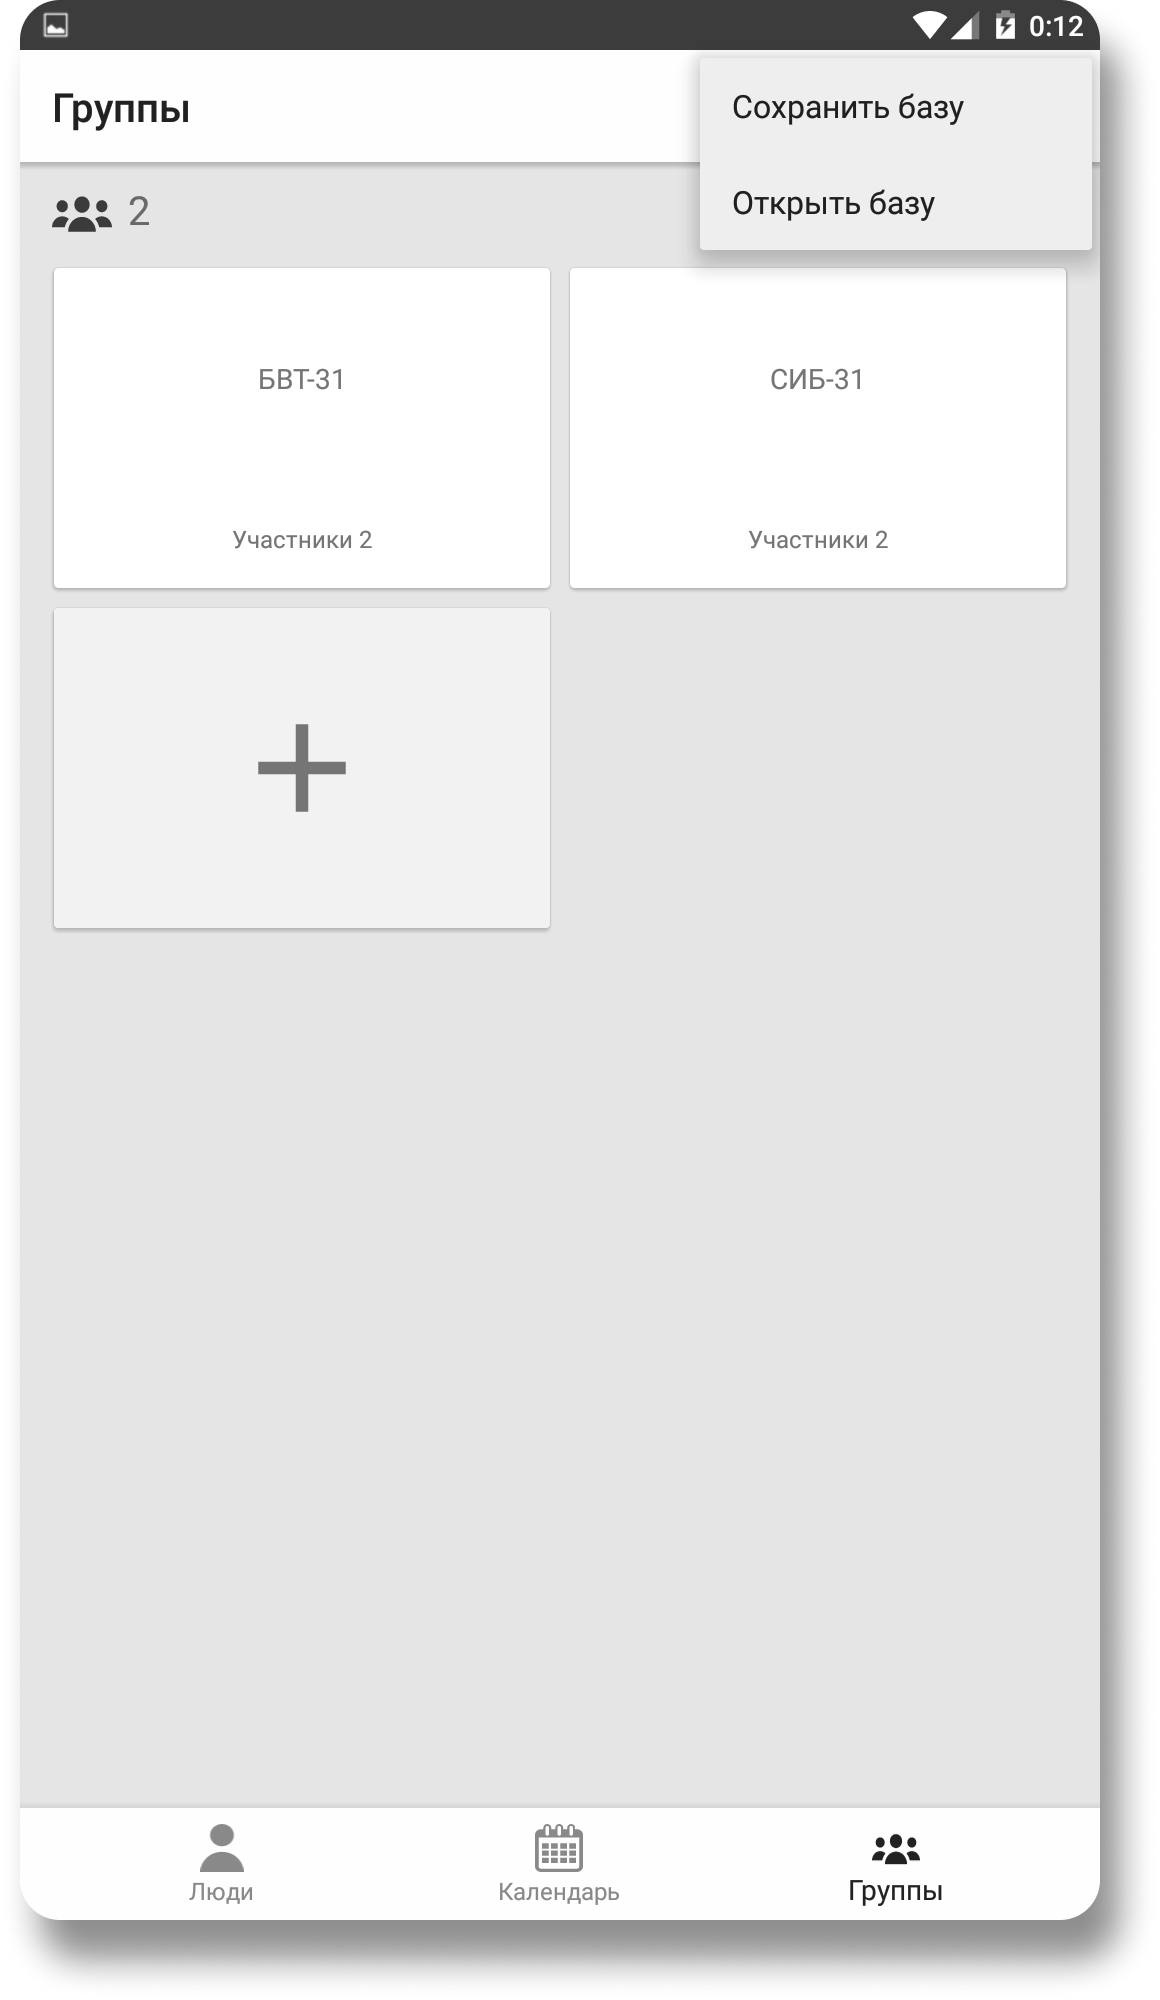 0:12
Группы
Сохранить базу
Открыть базу
2
БВТ-31
СИБ-31
Участники 2
Участники 2
Люди
Календарь
Группы